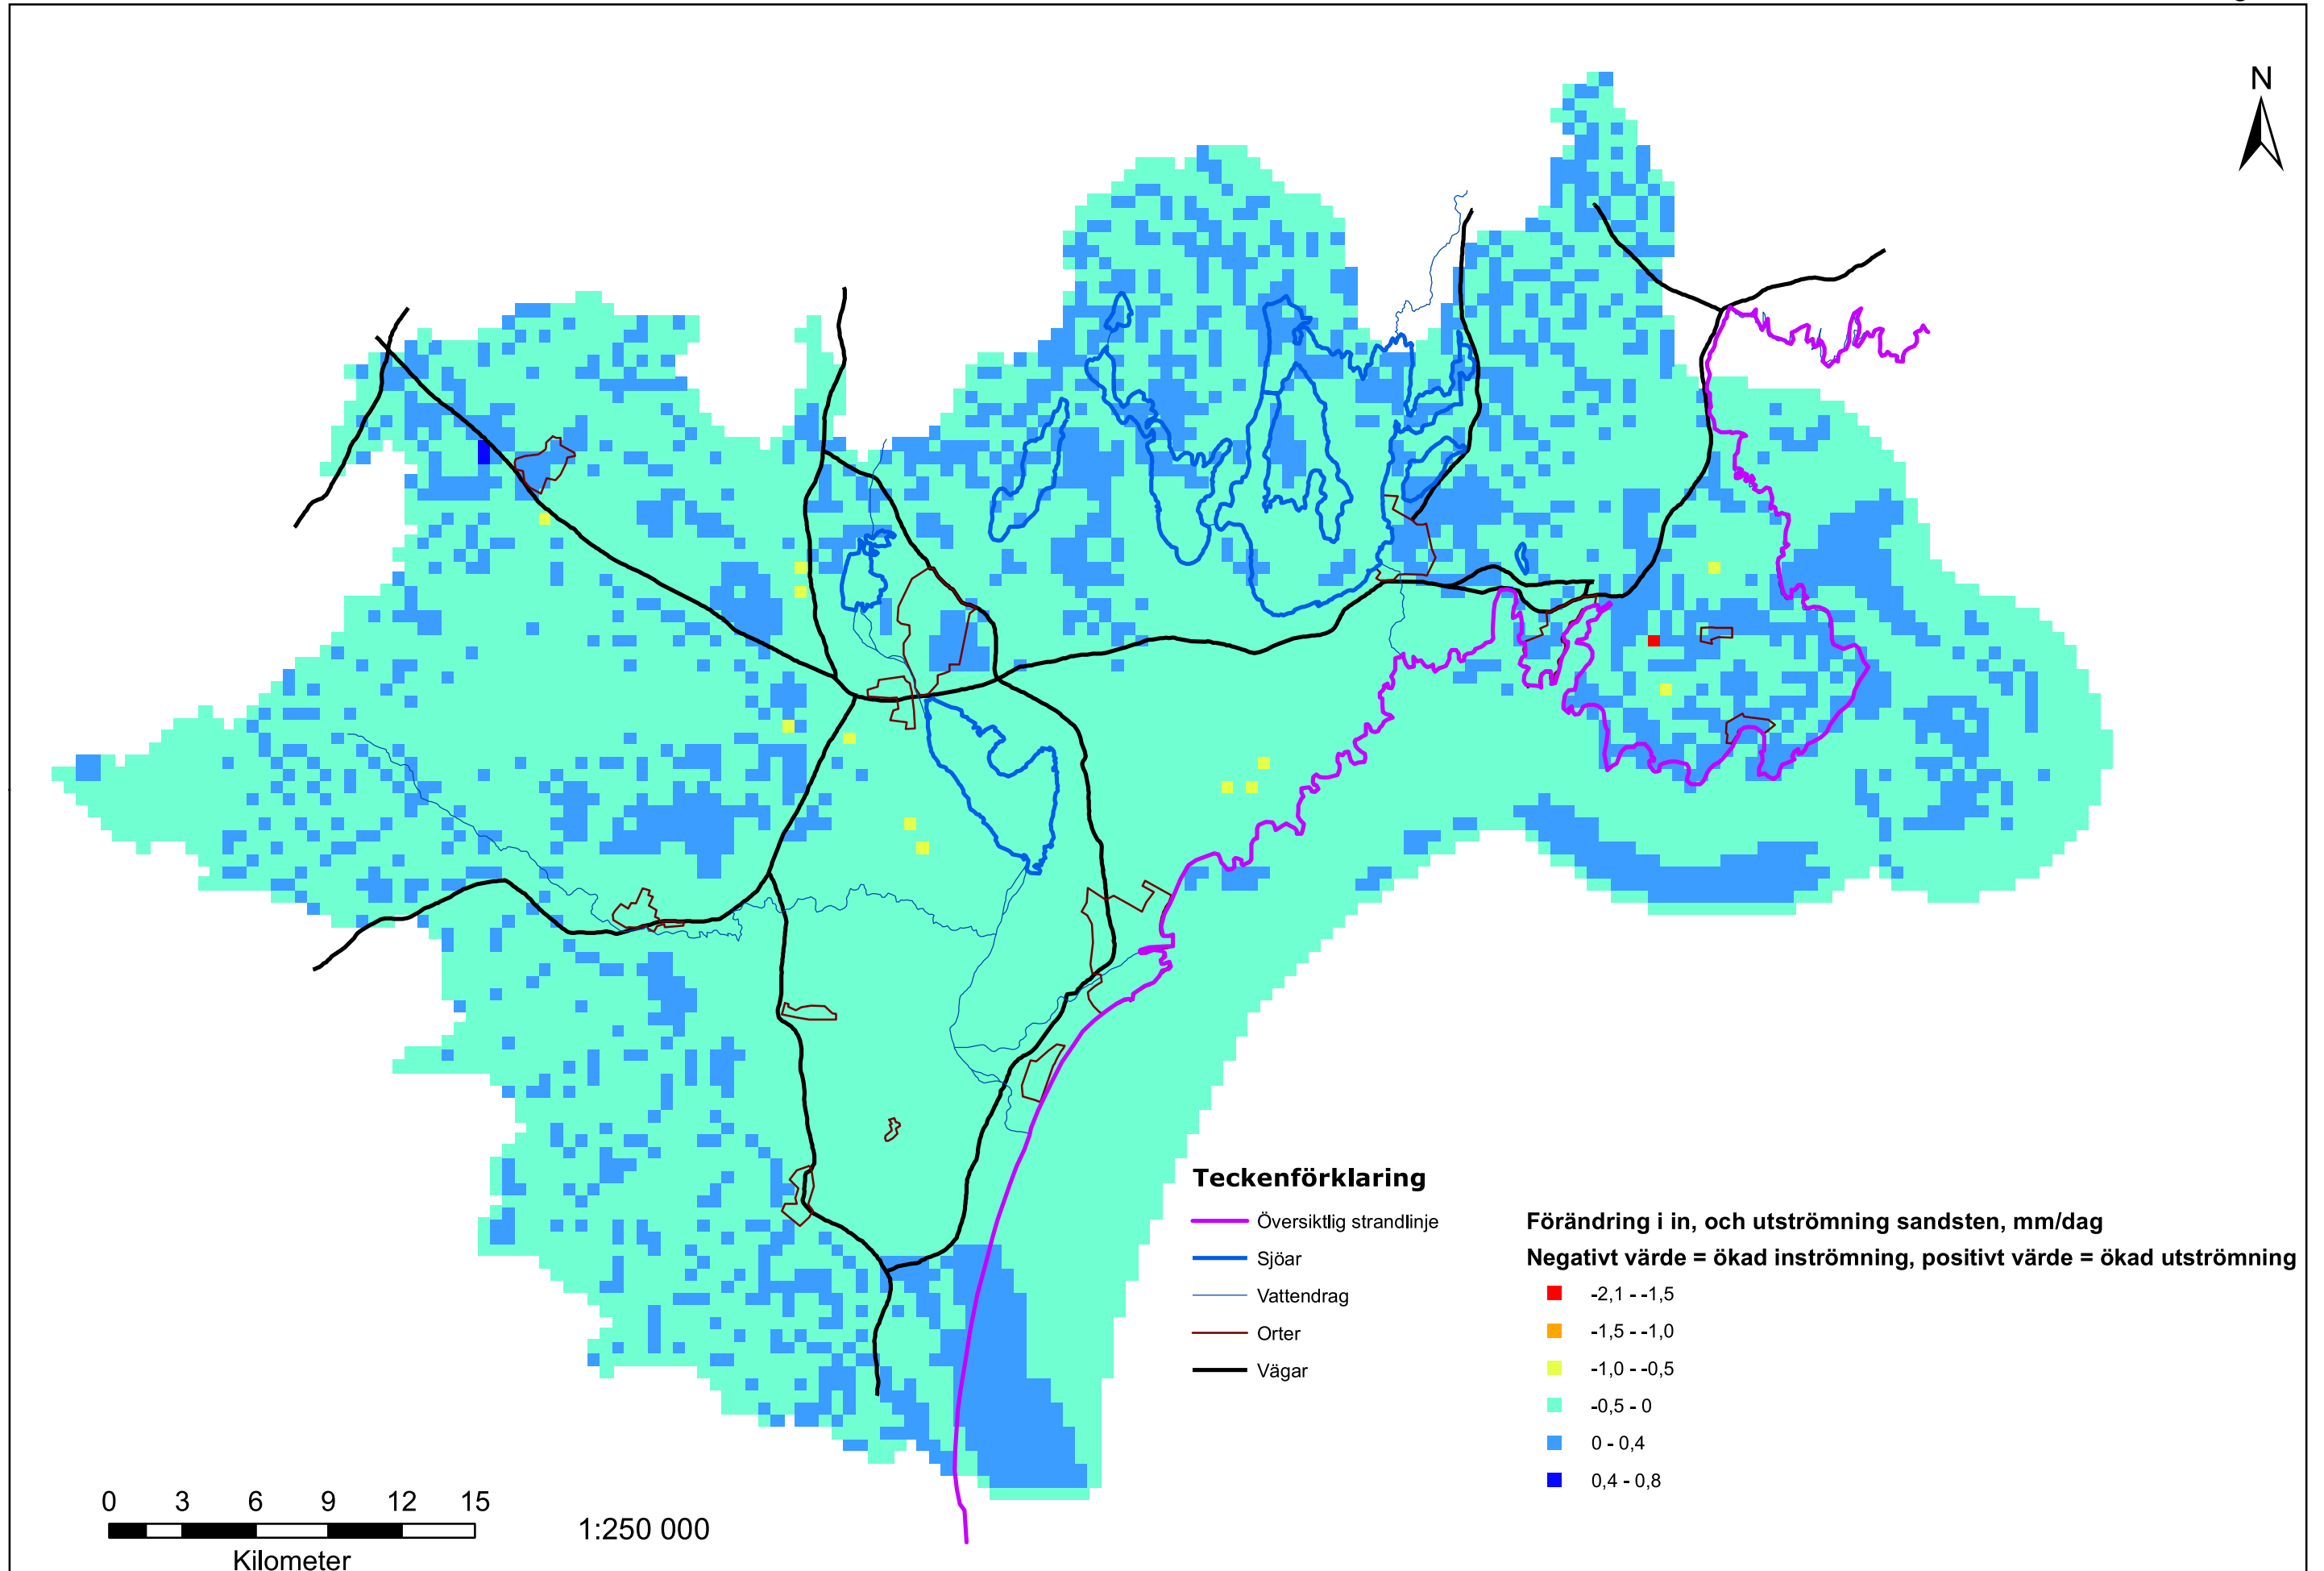 N
Teckenförklaring
Översiktlig strandlinje
Sjöar
Vattendrag
Orter
Vägar
Förändring i in, och utströmning sandsten, mm/dag
Negativt värde = ökad inströmning, positivt värde = ökad utströmning
-2,1 - -1,5
-1,5 - -1,0
-1,0 - -0,5
-0,5 - 0
0 - 0,4
0,4 - 0,8
0 3 6 9 12 15
Kilometer
1:250 000